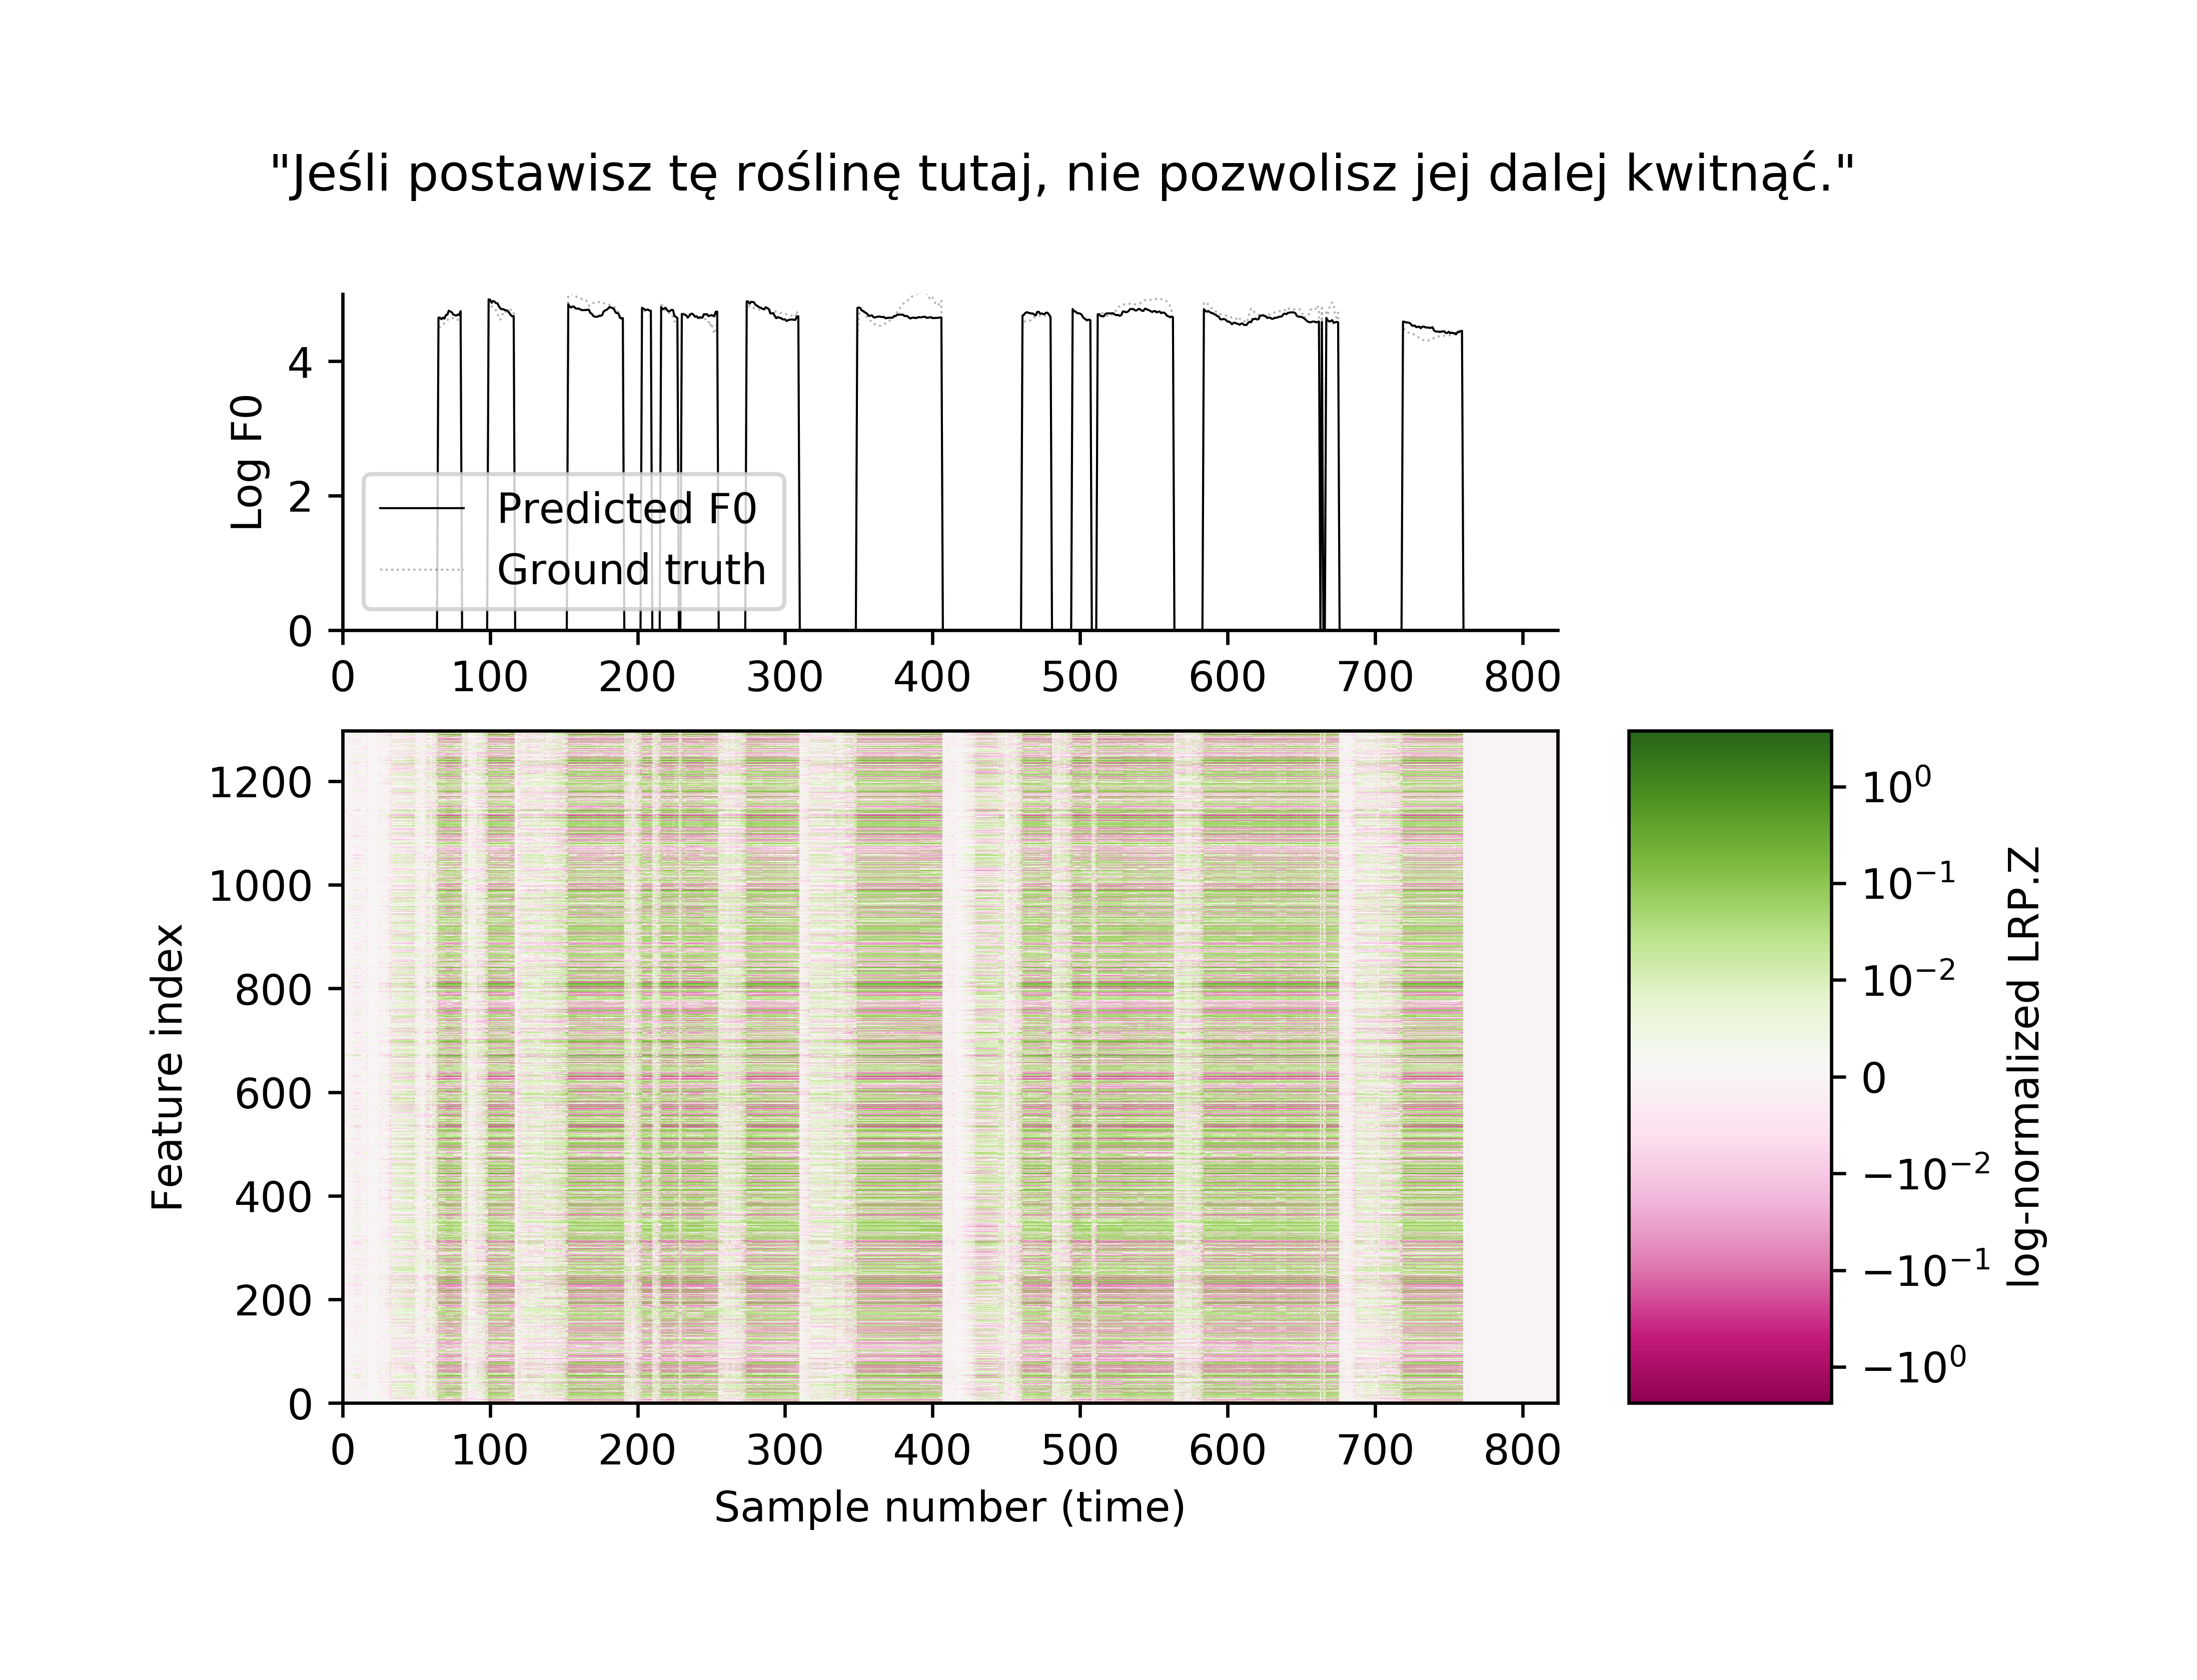 "Jeśli postawisz tę roślinę tutaj, nie pozwolisz jej dalej kwitnąć."
Log F0
4
2
0
Predicted F0
Ground truth
0 100 200 300 400 500 600 700 800
Feature index
1200
1000
800
600
400
200
0
0 100 200 300 400 500 600 700 800
Sample number (time)
10⁰
10⁻¹
10⁻²
0
−10⁻²
−10⁻¹
−10⁰
log-normalized LRP.Z